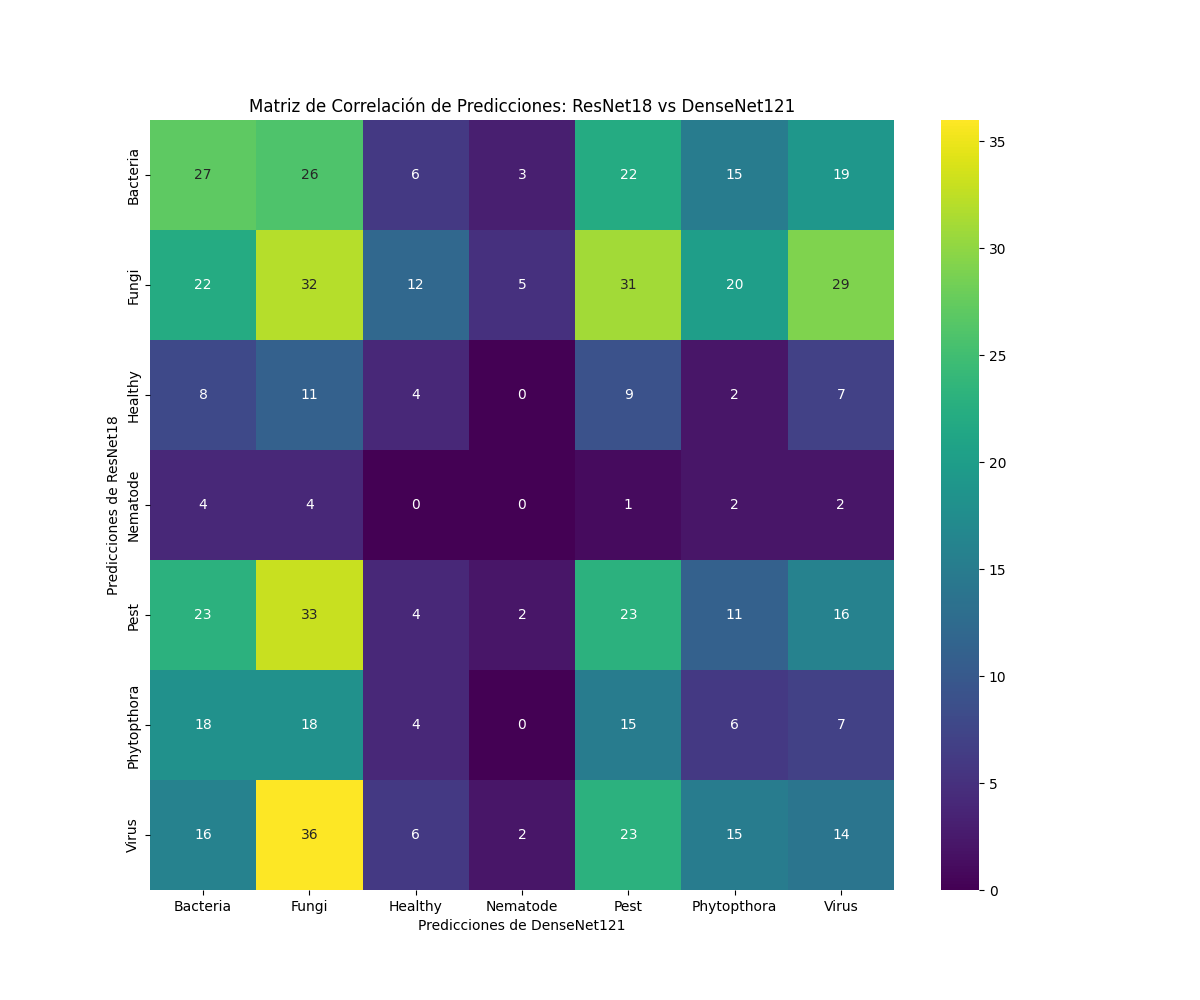 Matriz de Correlación de Predicciones: ResNet18 vs DenseNet121
Predicciones de ResNet18
Bacteria 27 26 6 3 22 15 19
Fungi 22 32 12 5 31 20 29
Healthy 8 11 4 0 9 2 7
Nematode 4 4 0 0 1 2 2
Pest 23 33 4 2 23 11 16
Phytopthora 18 18 4 0 15 6 7
Virus 16 36 6 2 23 15 14
Bacteria Fungi Healthy Nematode Pest Phytopthora Virus
Predicciones de DenseNet121
35
30
25
20
15
10
5
0